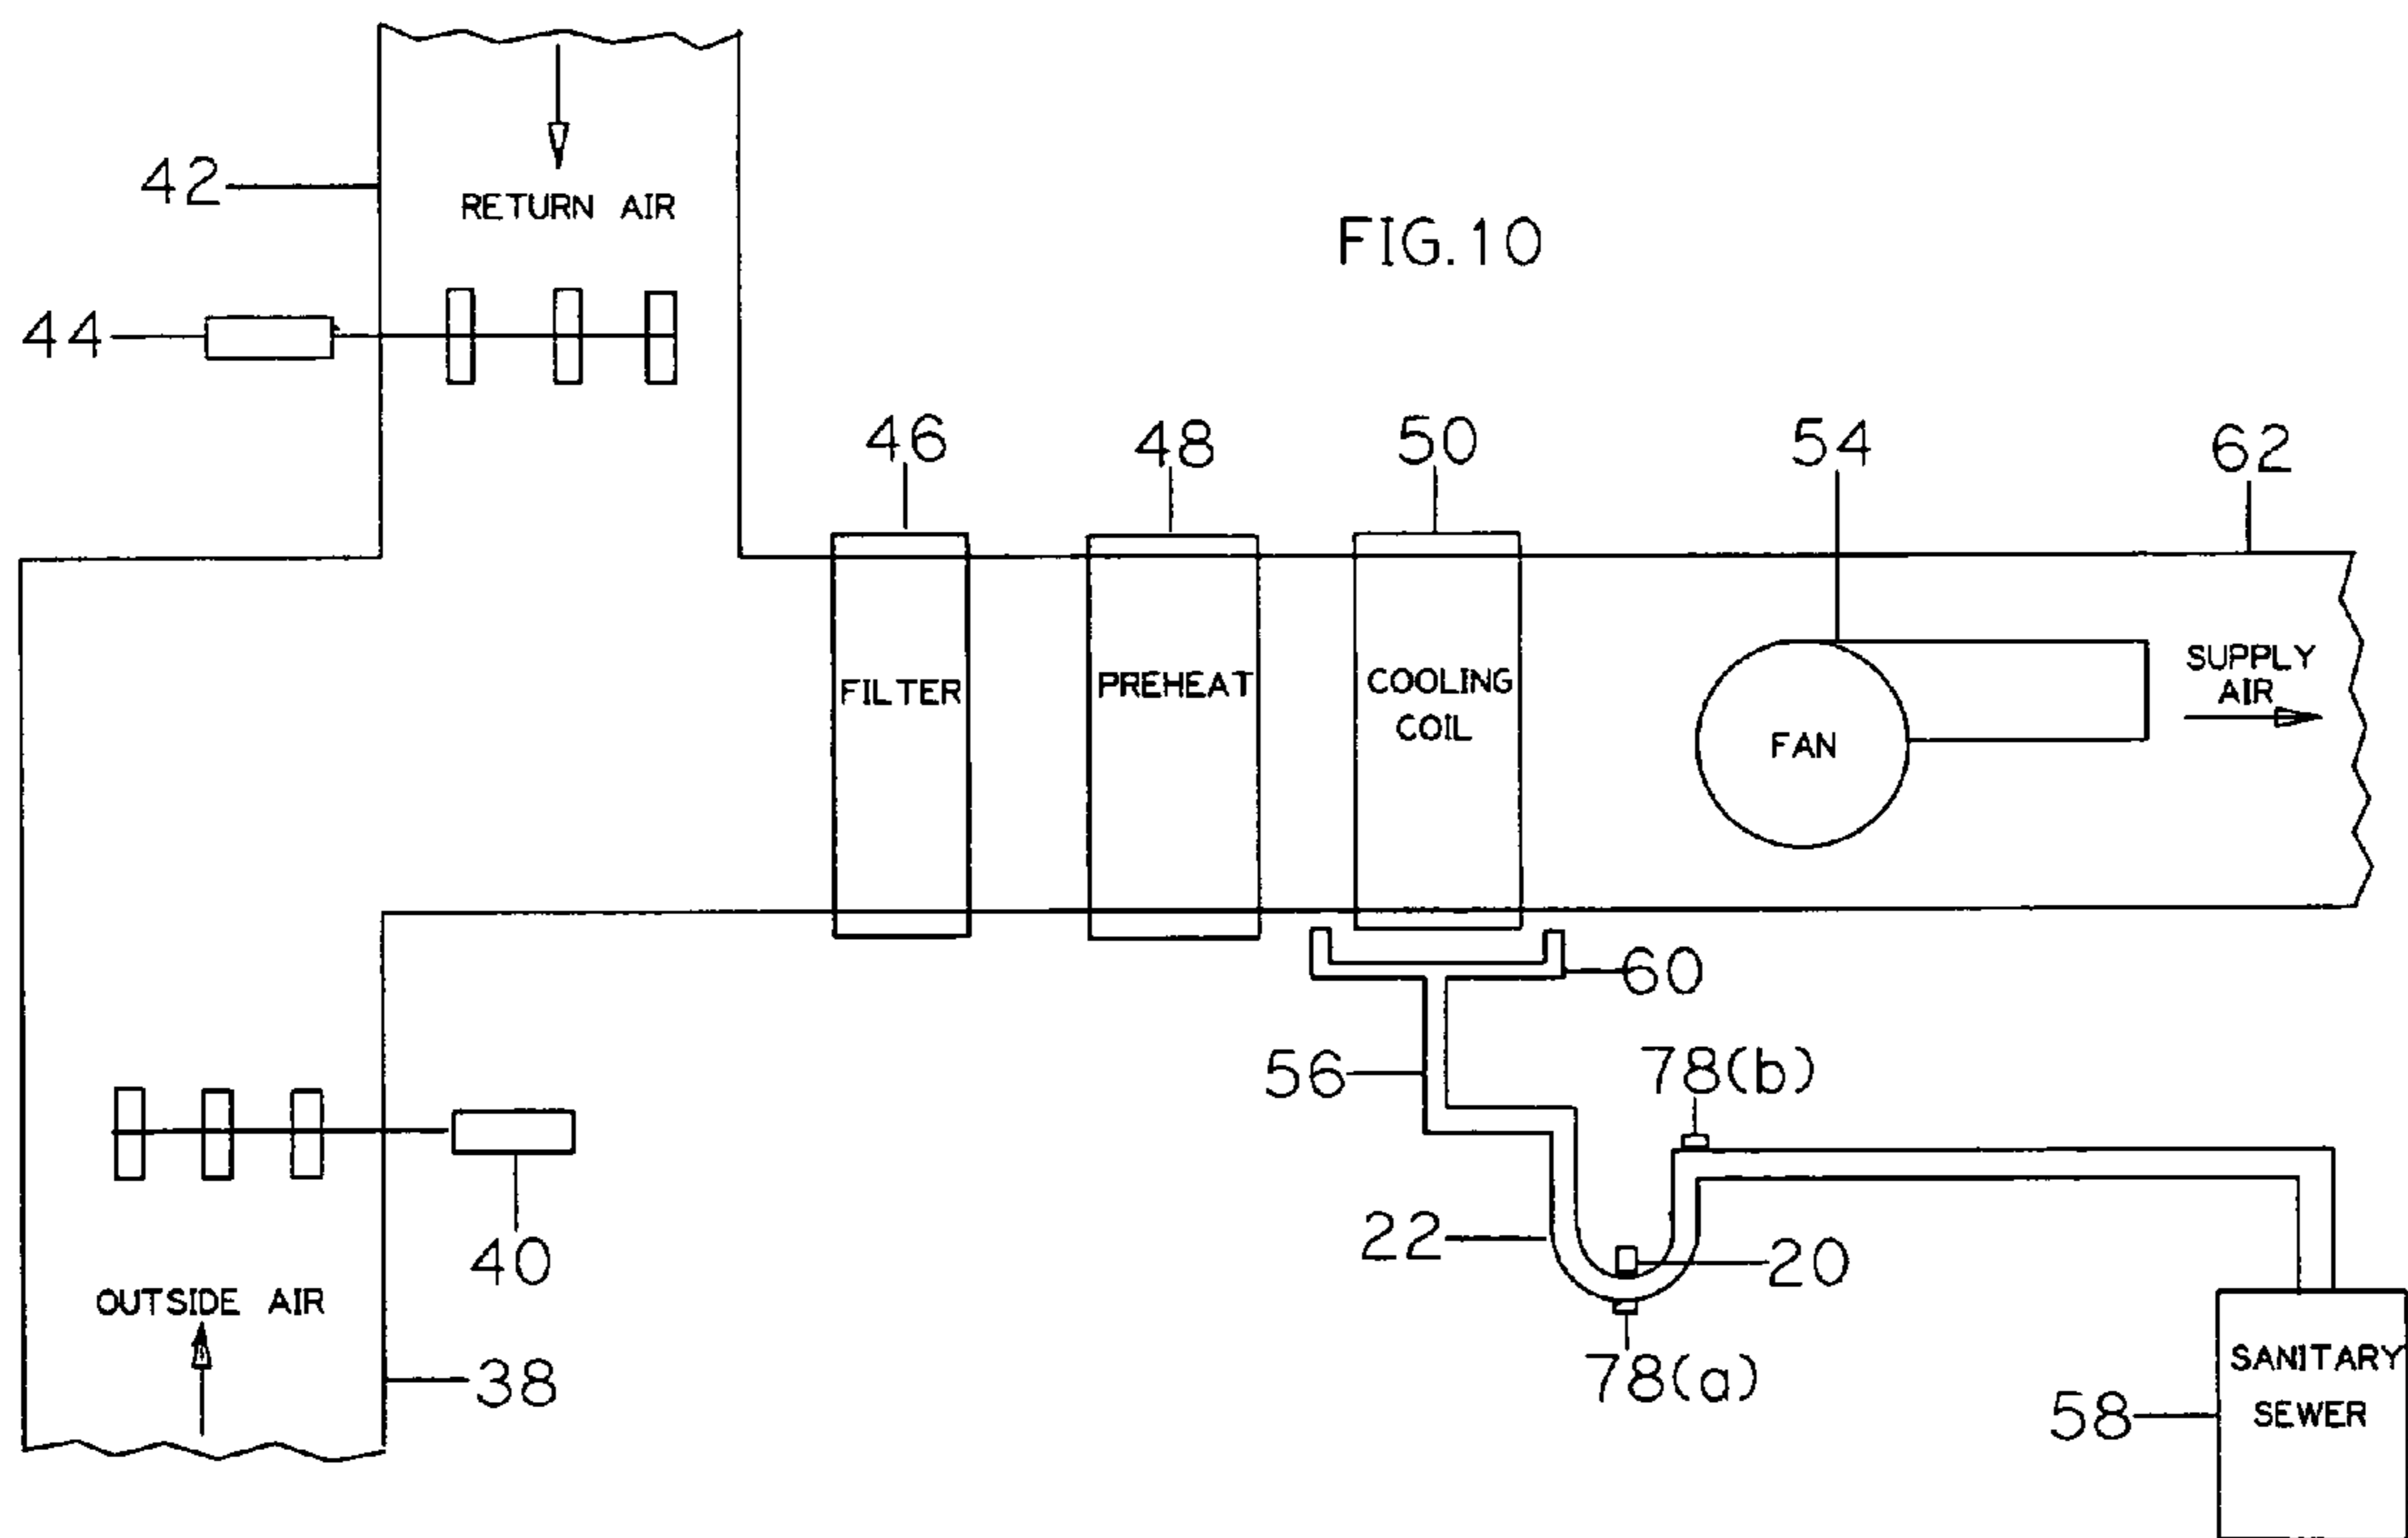 42
RETURN AIR
FIG.10
44
46
48
50
54
62
FILTER
PREHEAT
COOLING
COIL
FAN
SUPPLY
AIR
60
56
78(b)
22
20
40
OUTSIDE AIR
38
78(a)
SANITARY
SEWER
58